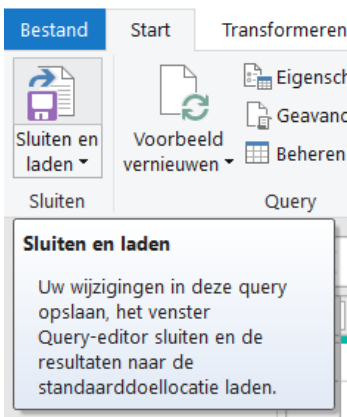 Bestand Start Transformeren
Sluiten en laden
Voorbeeld vernieuwen
Beheren
Sluiten Query
Sluiten en laden
Uw wijzigingen in deze query
opslaan, het venster
Query-editor sluiten en de
resultaten naar de
standaarddoellocatie laden.